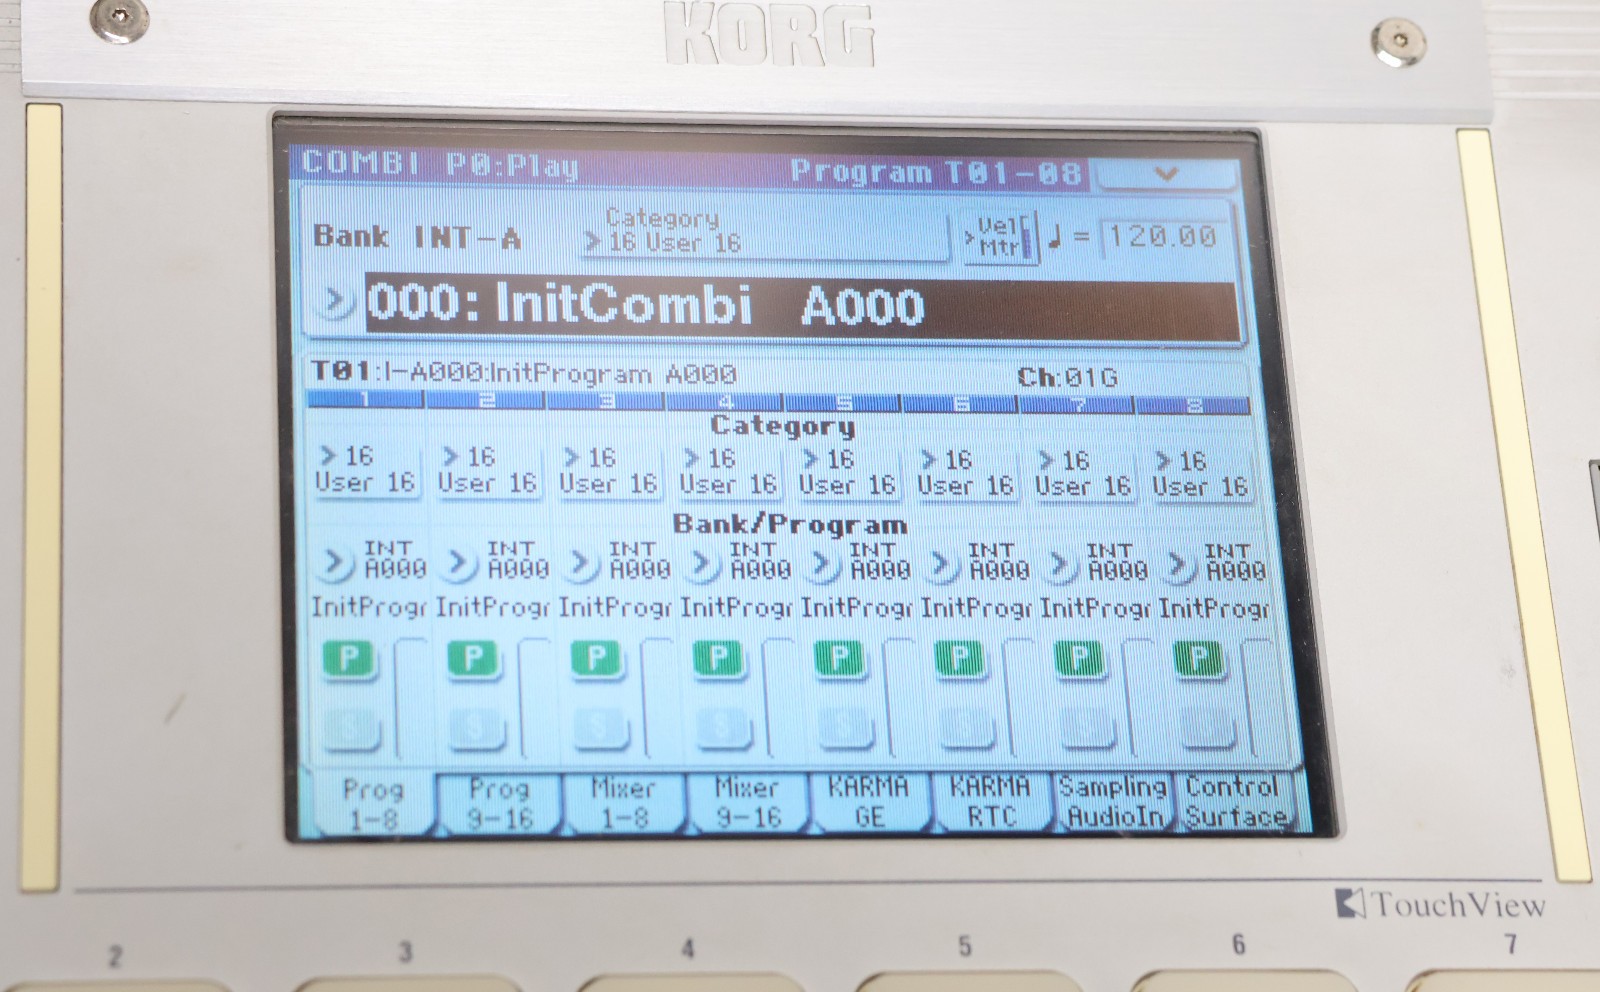 KORG
COMBI P0:Play Program T01-08
Bank INT-A Category
16 User 16
Vel
Mtr
♩ = 120.00
000: InitCombi A000
T01:I-A000:InitProgram A000 Ch:01G
1 2 3 4 5 6 7 8
Category
16 16 16 16 16 16 16 16
User 16 User 16 User 16 User 16 User 16 User 16 User 16 User 16
Bank/Program
INT INT INT INT INT INT INT INT
A000 A000 A000 A000 A000 A000 A000 A000
InitProgr InitProgr InitProgr InitProgr InitProgr InitProgr InitProgr InitProgr
P P P P P P P P
S S S S S S S S
Prog Prog Mixer Mixer KARMA KARMA Sampling Control
1-8 9-16 1-8 9-16 GE RTC AudioIn Surface
TouchView
2 3 4 5 6 7